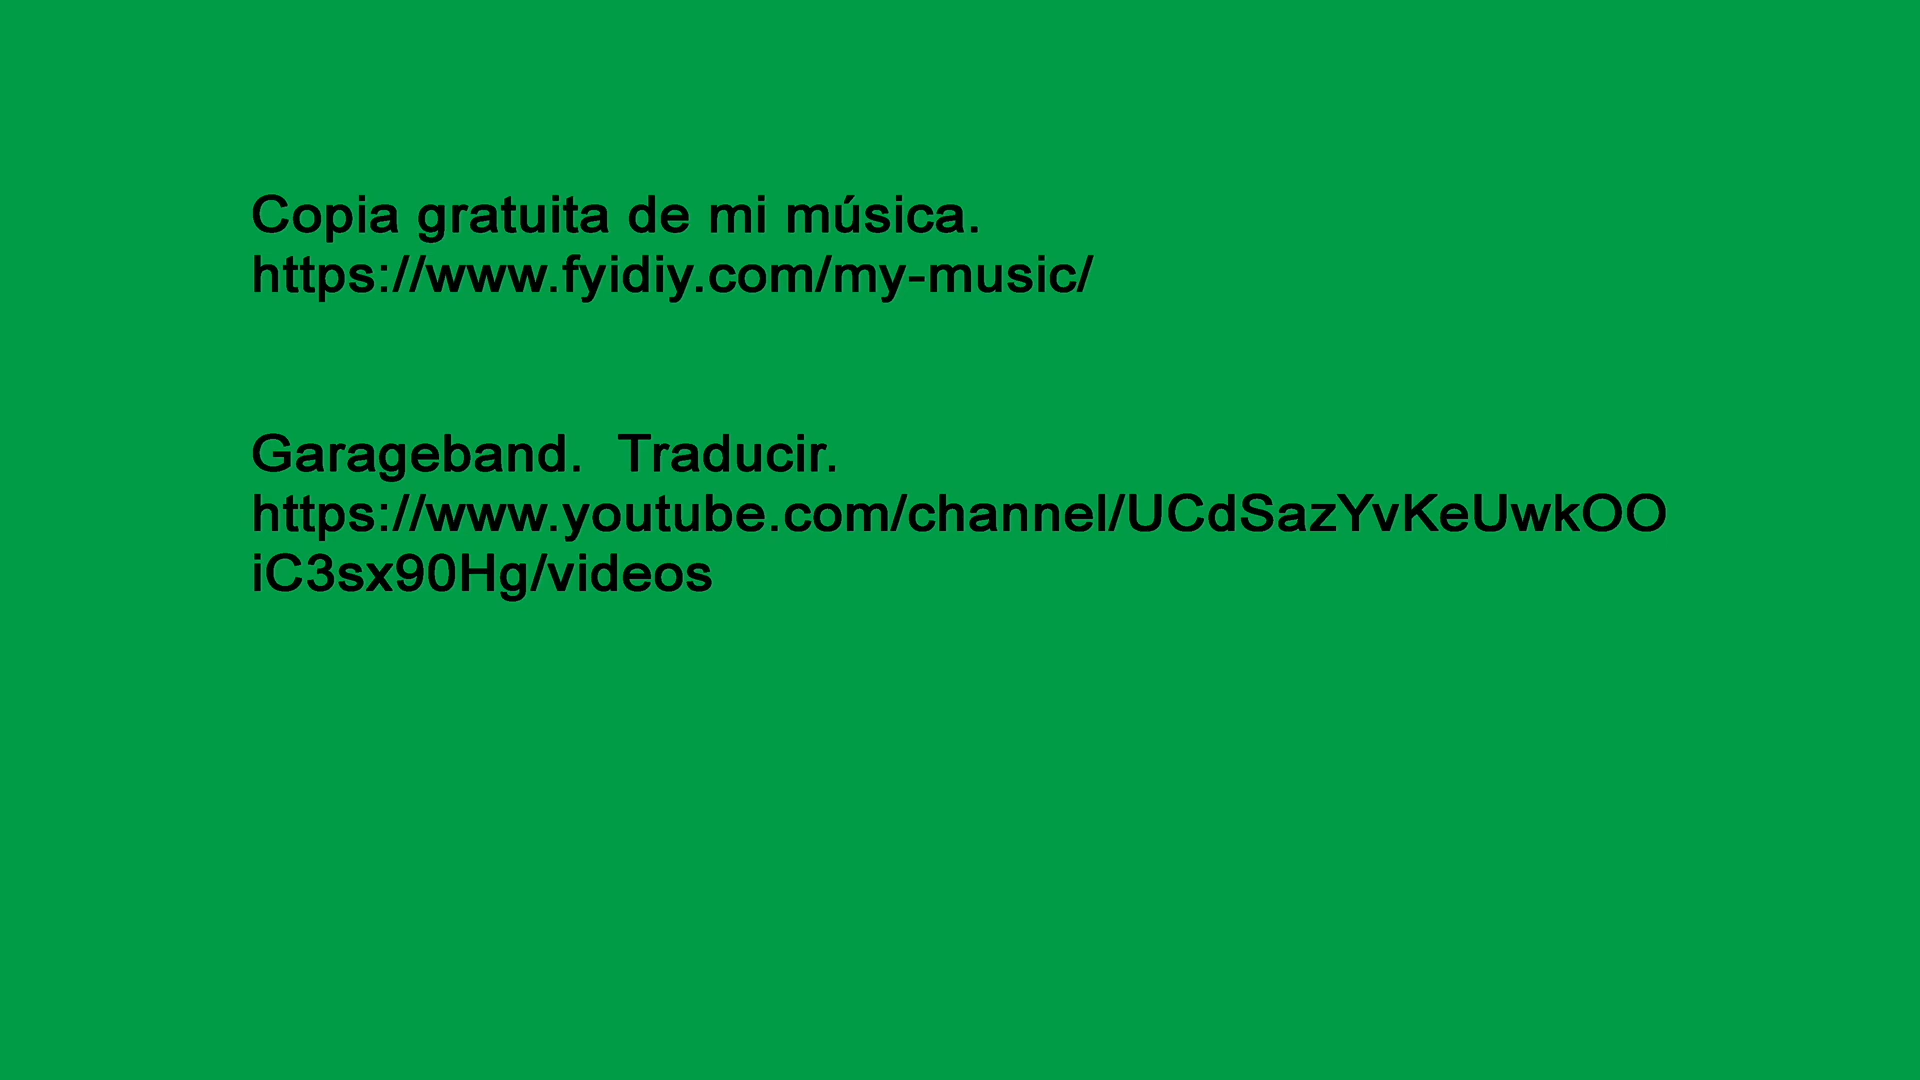 Copia gratuita de mi música.
https://www.fyidiy.com/my-music/
Garageband.  Traducir.
https://www.youtube.com/channel/UCdSazYvKeUwkOO
iC3sx90Hg/videos